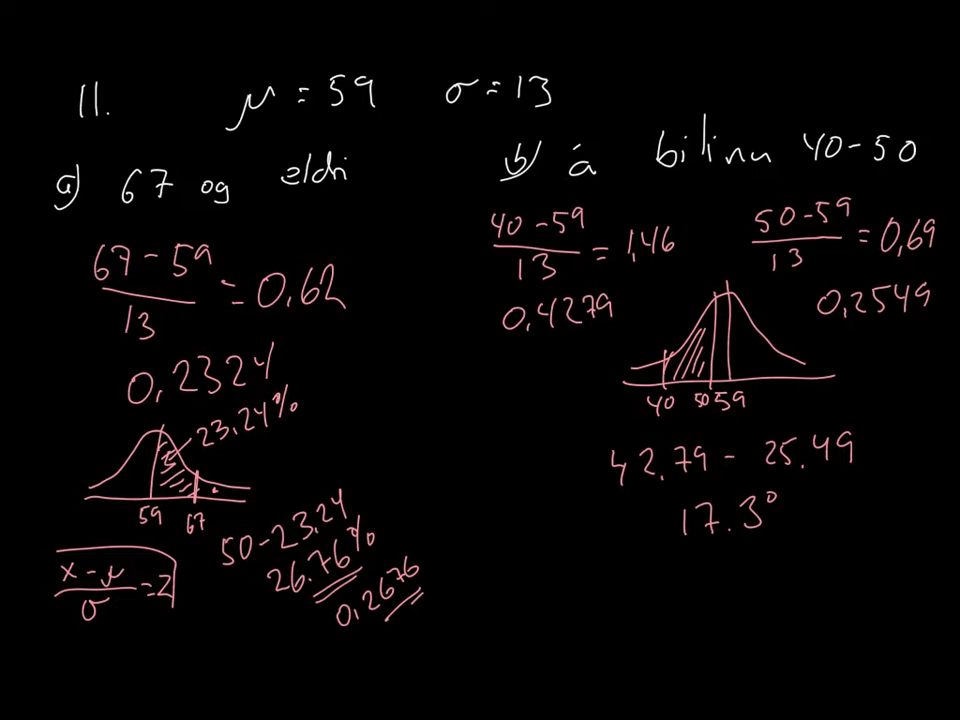 11. μ = 59 σ = 13
a) 67 og eldri
67 - 59
13
= 0,62
0,2324
23,24%
59 67
x - μ
σ
= Z
50 - 23,24
26.76%
0,2676
b) á bilinu 40-50
40 - 59
13
= 1,46
0,4279
50 - 59
13
= 0,69
0,2549
40 50 59
42.79 - 25.49
17.3°